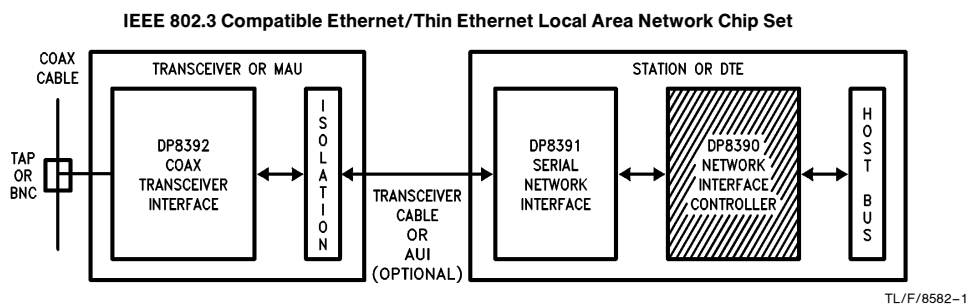 IEEE 802.3 Compatible Ethernet/Thin Ethernet Local Area Network Chip Set
COAX
CABLE
TAP
OR
BNC
TRANSCEIVER OR MAU
DP8392
COAX
TRANSCEIVER
INTERFACE
ISOLATION
TRANSCEIVER
CABLE
OR
AUI
(OPTIONAL)
STATION OR DTE
DP8391
SERIAL
NETWORK
INTERFACE
DP8390
NETWORK
INTERFACE
CONTROLLER
HOST BUS
TL/F/8582–1